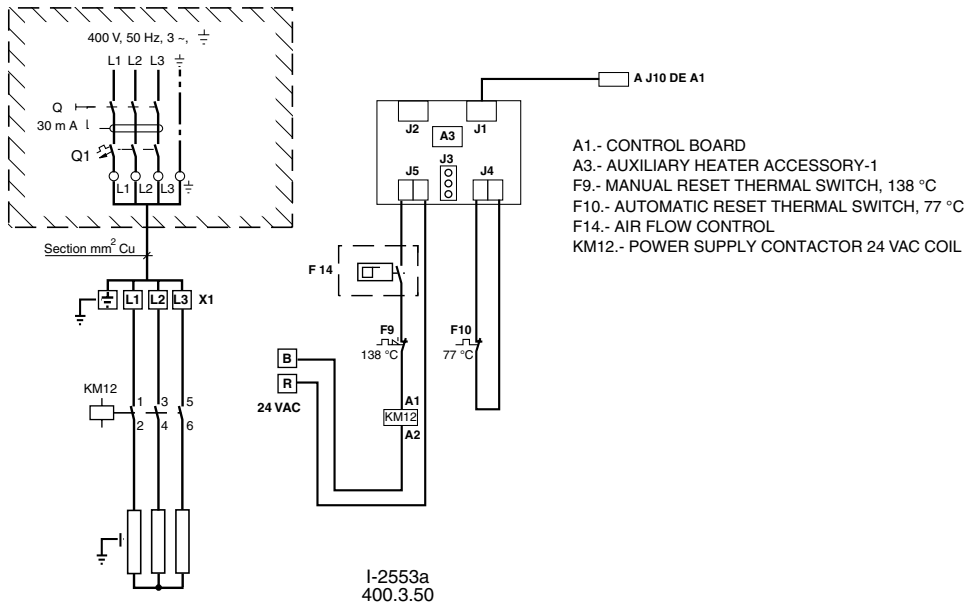 400 V, 50 Hz, 3 ~,
L1 L2 L3
Q
30 m A I
Q1
L1 L2 L3
Section mm² Cu
L1 L2 L3 X1
KM12
1 3 5
2 4 6
A J10 DE A1
J2 J1
A3
J3
J5 J4
F 14
F9
138 °C
F10
77 °C
B
R
24 VAC
A1
KM12
A2
A1.- CONTROL BOARD
A3.- AUXILIARY HEATER ACCESSORY-1
F9.- MANUAL RESET THERMAL SWITCH, 138 °C
F10.- AUTOMATIC RESET THERMAL SWITCH, 77 °C
F14.- AIR FLOW CONTROL
KM12.- POWER SUPPLY CONTACTOR 24 VAC COIL
I-2553a
400.3.50